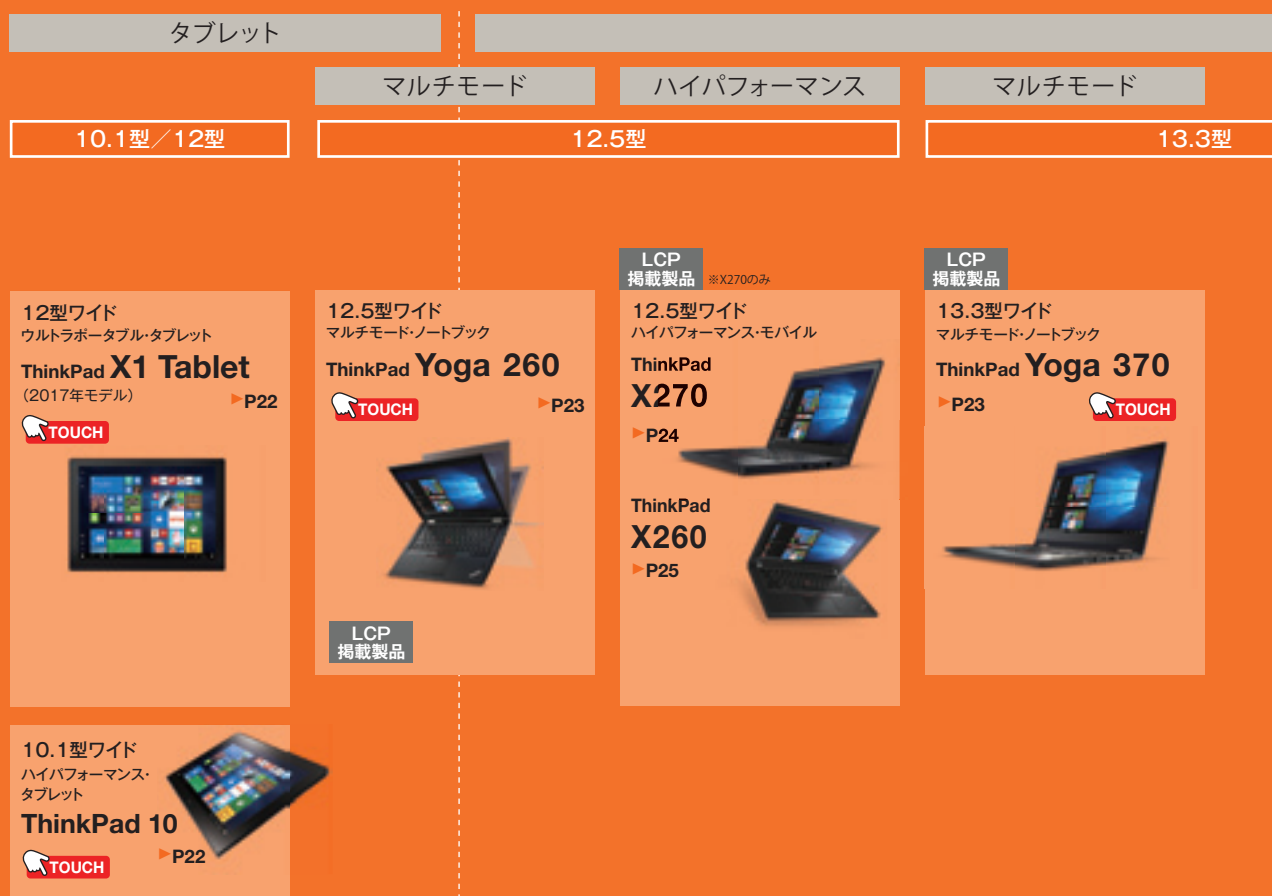 タブレット
マルチモード
ハイパフォーマンス
マルチモード
10.1型／12型
12.5型
13.3型
12型ワイド
ウルトラポータブル・タブレット
ThinkPad X1 Tablet
（2017年モデル）
P22
TOUCH
12.5型ワイド
マルチモード・ノートブック
ThinkPad Yoga 260
TOUCH
P23
LCP
掲載製品
LCP
掲載製品 ※X270のみ
12.5型ワイド
ハイパフォーマンス・モバイル
ThinkPad
X270
P24
ThinkPad
X260
P25
LCP
掲載製品
13.3型ワイド
マルチモード・ノートブック
ThinkPad Yoga 370
P23
TOUCH
10.1型ワイド
ハイパフォーマンス・
タブレット
ThinkPad 10
P22
TOUCH